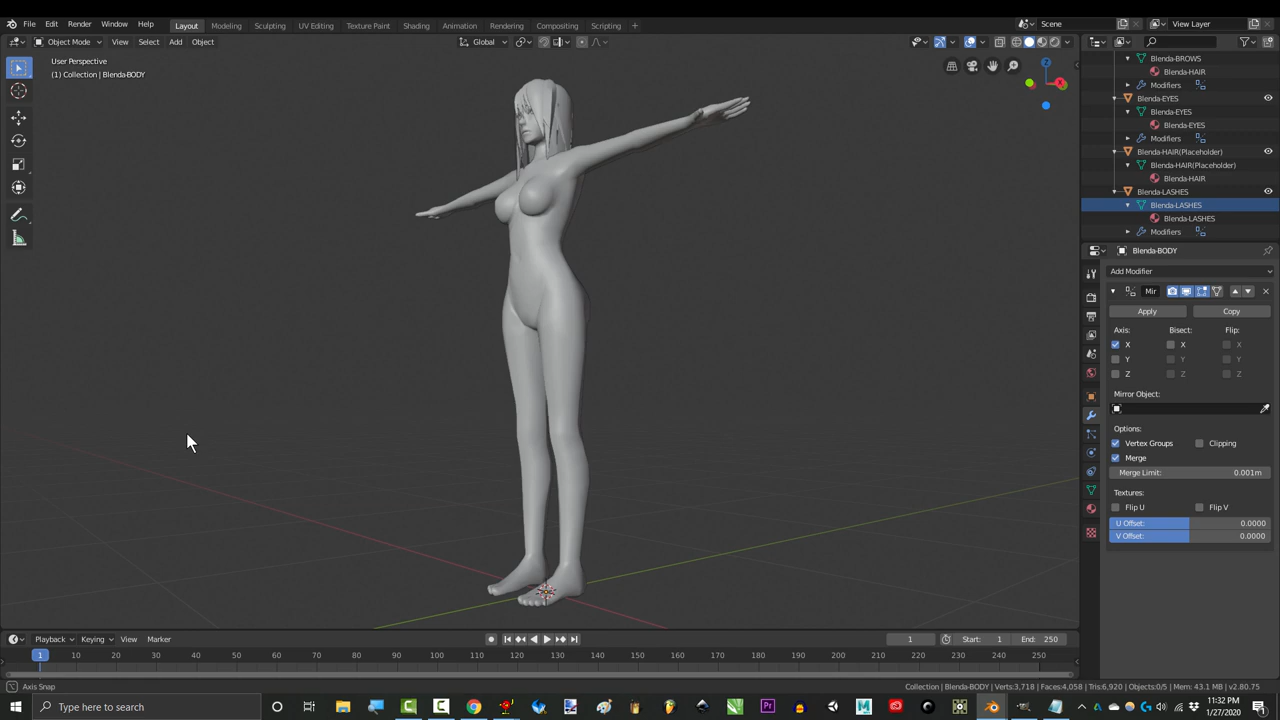 File Edit Render Window Help Layout Modeling Sculpting UV Editing Texture Paint Shading Animation Rendering Compositing Scripting + Scene View Layer
Object Mode View Select Add Object Global
User Perspective
(1) Collection | Blenda-BODY
Z
X
Blenda-BROWS
Blenda-HAIR
Modifiers
Blenda-EYES
Blenda-EYES
Blenda-EYES
Modifiers
Blenda-HAIR(Placeholder)
Blenda-HAIR(Placeholder)
Blenda-HAIR
Blenda-LASHES
Blenda-LASHES
Blenda-LASHES
Modifiers
Blenda-BODY
Add Modifier
Mir
Apply Copy
Axis: Bisect: Flip:
X X X
Y Y Y
Z Z Z
Mirror Object:
Options:
Vertex Groups Clipping
Merge
Merge Limit: 0.001m
Textures:
Flip U Flip V
U Offset: 0.0000
V Offset: 0.0000
Playback Keying View Marker 1 Start: 1 End: 250
1 10 20 30 40 50 60 70 80 90 100 110 120 130 140 150 160 170 180 190 200 210 220 230 240 250
Axis Snap Collection | Blenda-BODY | Verts:3,718 | Faces:4,058 | Tris:6,920 | Objects:0/5 | Mem: 43.1 MB | v2.80.75
Type here to search
11:32 PM
1/27/2020